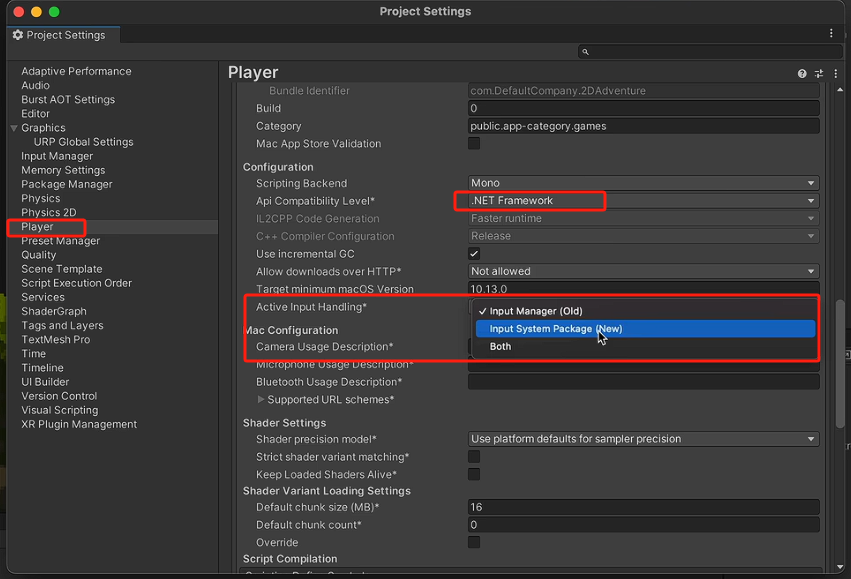 Project Settings
Project Settings
Adaptive Performance
Audio
Burst AOT Settings
Editor
Graphics
URP Global Settings
Input Manager
Memory Settings
Package Manager
Physics
Physics 2D
Player
Preset Manager
Quality
Scene Template
Script Execution Order
Services
ShaderGraph
Tags and Layers
TextMesh Pro
Time
Timeline
UI Builder
Version Control
Visual Scripting
XR Plugin Management
Player
Bundle Identifier com.DefaultCompany.2DAdventure
Build 0
Category public.app-category.games
Mac App Store Validation
Configuration
Scripting Backend Mono
Api Compatibility Level* .NET Framework
IL2CPP Code Generation Faster runtime
C++ Compiler Configuration Release
Use incremental GC
Allow downloads over HTTP* Not allowed
Target minimum macOS Version 10.13.0
Active Input Handling*
Input Manager (Old)
Input System Package (New)
Both
Mac Configuration
Camera Usage Description*
Microphone Usage Description*
Bluetooth Usage Description*
Supported URL schemes*
Shader Settings
Shader precision model* Use platform defaults for sampler precision
Strict shader variant matching*
Keep Loaded Shaders Alive*
Shader Variant Loading Settings
Default chunk size (MB)* 16
Default chunk count* 0
Override
Script Compilation